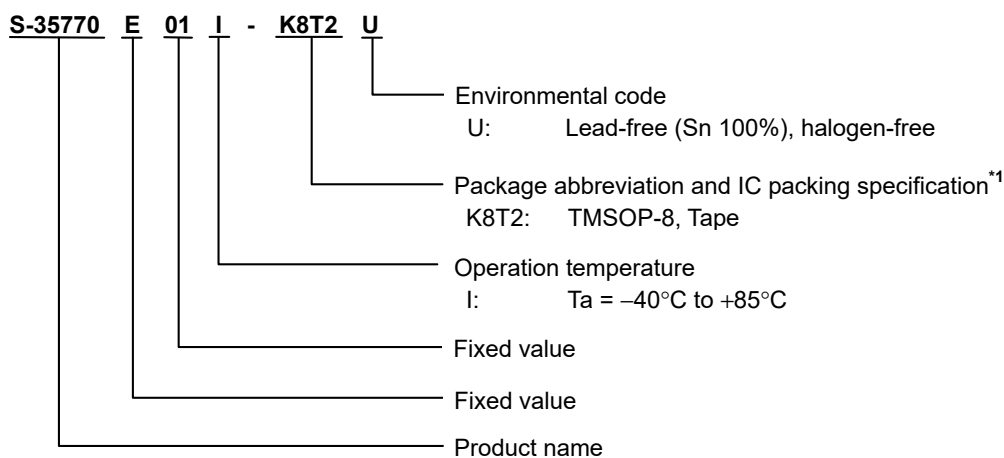 S-35770 E 01 I - K8T2 U
Environmental code
U: Lead-free (Sn 100%), halogen-free
Package abbreviation and IC packing specification*1
K8T2: TMSOP-8, Tape
Operation temperature
I: Ta = −40°C to +85°C
Fixed value
Fixed value
Product name